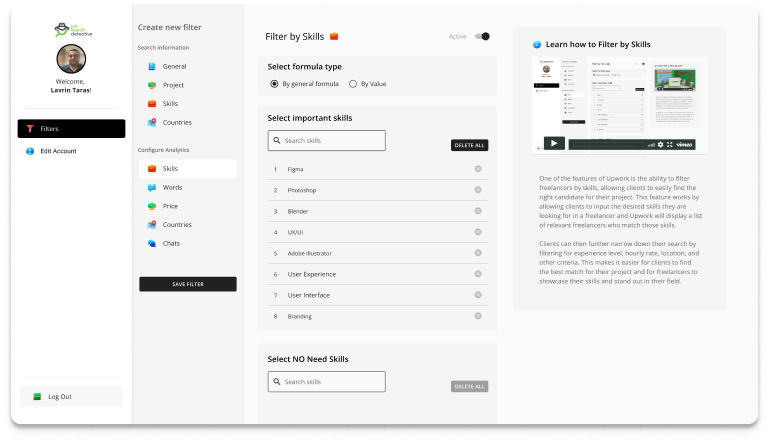 job
search
detective
Welcome,
Lavrin Taras!
Filters
Edit Account
Log Out
Create new filter
Search information
General
Project
Skills
Countries
Configure Analytics
Skills
Words
Price
Countries
Chats
SAVE FILTER
Filter by Skills
Active
Select formula type
By general formula
By Value
Select important skills
Search skills
DELETE ALL
1 Figma
2 Photoshop
3 Blender
4 UX/UI
5 Adobe Illustrator
6 User Experience
7 User Interface
8 Branding
Select NO Need Skills
Search skills
DELETE ALL
Learn how to Filter by Skills
vimeo
One of the features of Upwork is the ability to filter
freelancers by skills, allowing clients to easily find the
right candidate for their project. This feature works by
allowing clients to input the desired skills they are
looking for in a freelancer and Upwork will display a list
of relevant freelancers who match those skills.
Clients can then further narrow down their search by
filtering for experience level, hourly rate, location, and
other criteria. This makes it easier for clients to find
the best match for their project and for freelancers to
showcase their skills and stand out in their field.